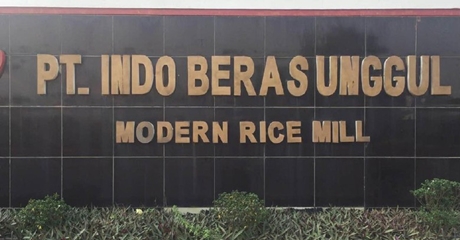 PT. INDO BERAS UNGGUL
MODERN RICE MILL